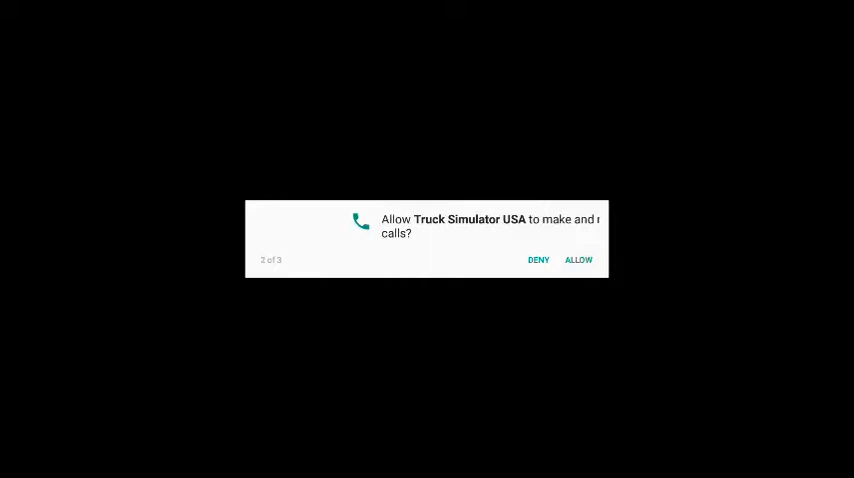 Allow Truck Simulator USA to make and
calls?
2 of 3
DENY ALLOW